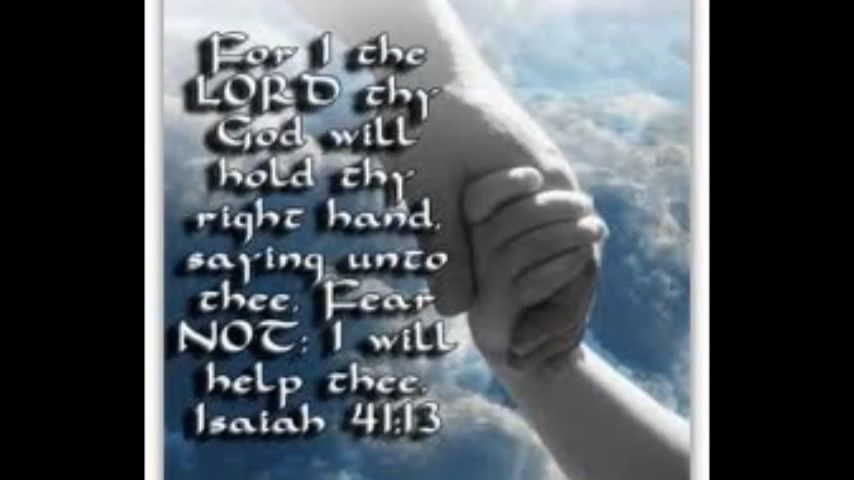 For I the
LORD thy
God will
hold thy
right hand,
saying unto
thee, Fear
NOT; I will
help thee.
Isaiah 41:13